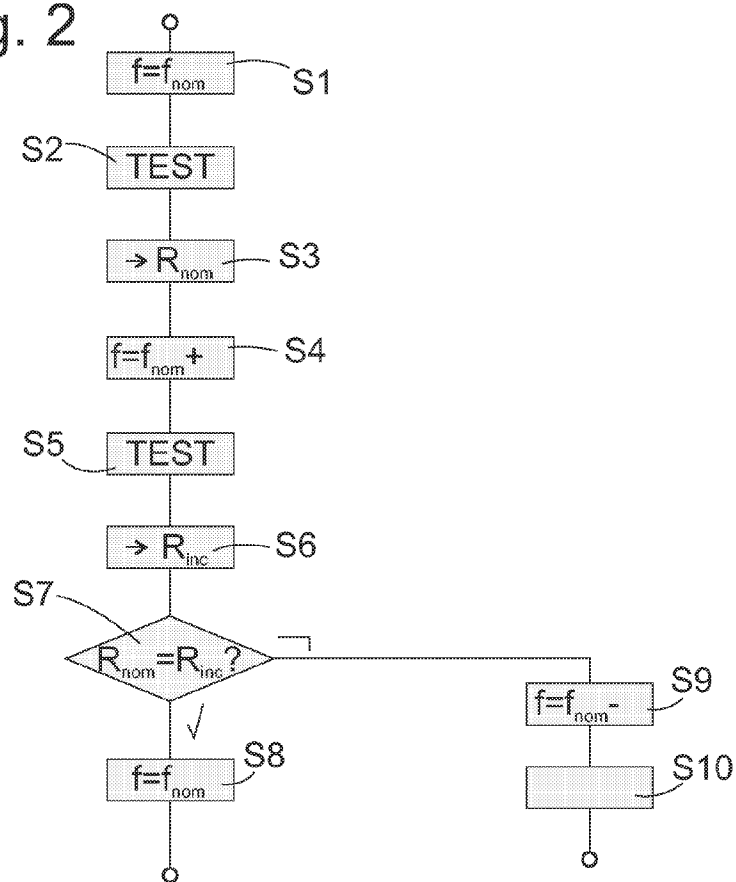 g. 2
f=fnom
S1
S2
TEST
→ Rnom
S3
f=fnom+
S4
S5
TEST
→ Rinc
S6
S7
Rnom=Rinc?
¬
√
f=fnom-
S9
f=fnom
S8
S10